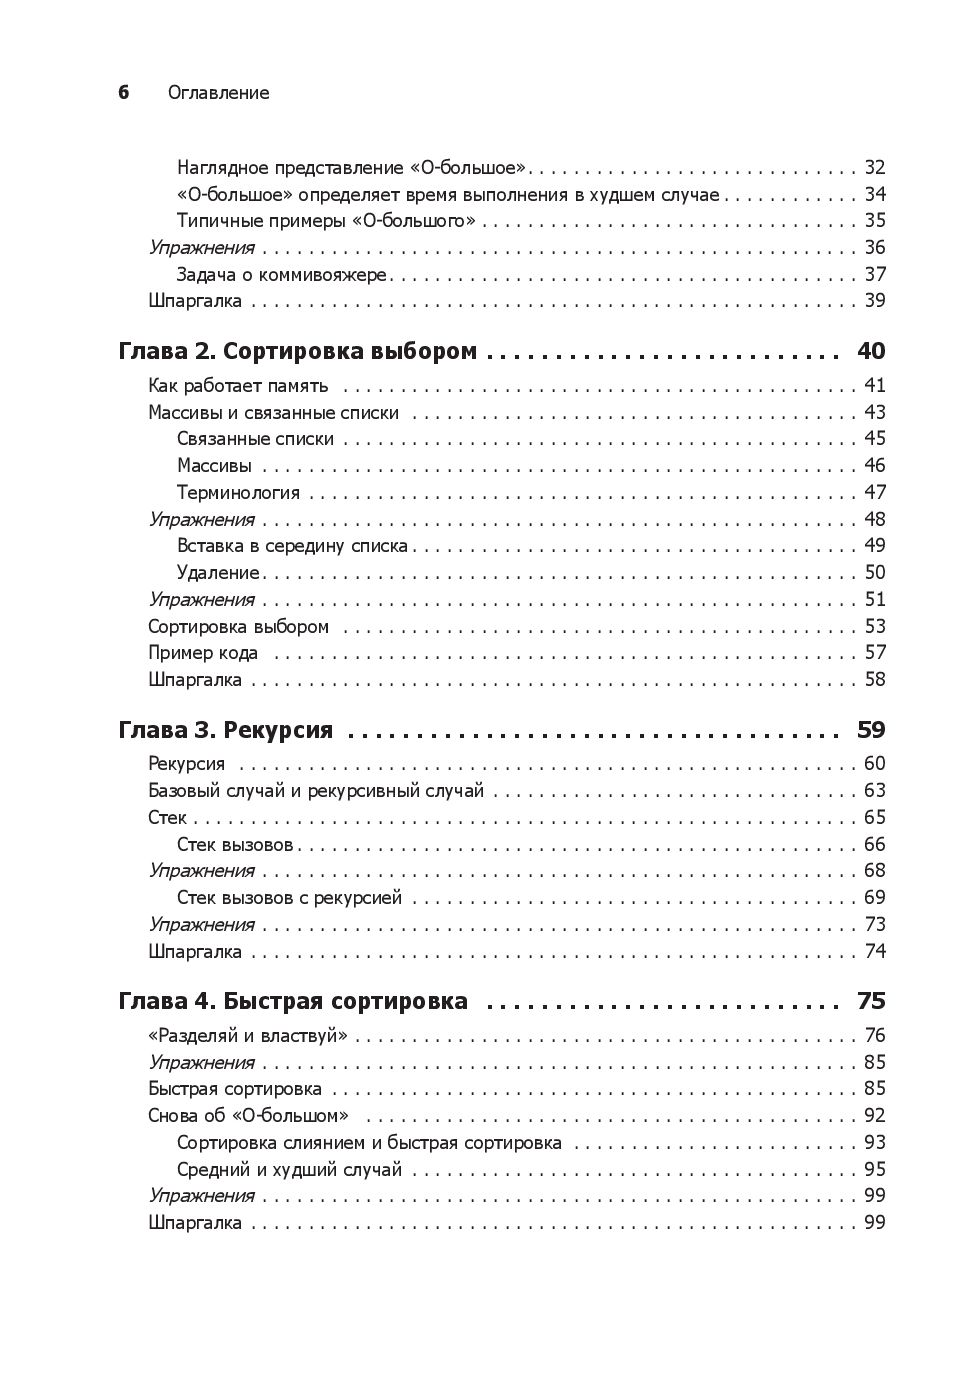 6 Оглавление
Наглядное представление «О-большое» . . . . . . . . . . . . . . . . . . . . . . . . . . . . . 32
«О-большое» определяет время выполнения в худшем случае . . . . . . . . . . . . 34
Типичные примеры «О-большого» . . . . . . . . . . . . . . . . . . . . . . . . . . . . . . . . . 35
Упражнения . . . . . . . . . . . . . . . . . . . . . . . . . . . . . . . . . . . . . . . . . . . . . . . . . . . . 36
Задача о коммивояжере . . . . . . . . . . . . . . . . . . . . . . . . . . . . . . . . . . . . . . . . . 37
Шпаргалка . . . . . . . . . . . . . . . . . . . . . . . . . . . . . . . . . . . . . . . . . . . . . . . . . . . . . 39
Глава 2. Сортировка выбором . . . . . . . . . . . . . . . . . . . . . . . . . . 40
Как работает память . . . . . . . . . . . . . . . . . . . . . . . . . . . . . . . . . . . . . . . . . . . . . 41
Массивы и связанные списки . . . . . . . . . . . . . . . . . . . . . . . . . . . . . . . . . . . . . . . 43
Связанные списки . . . . . . . . . . . . . . . . . . . . . . . . . . . . . . . . . . . . . . . . . . . . . 45
Массивы . . . . . . . . . . . . . . . . . . . . . . . . . . . . . . . . . . . . . . . . . . . . . . . . . . . . 46
Терминология . . . . . . . . . . . . . . . . . . . . . . . . . . . . . . . . . . . . . . . . . . . . . . . . 47
Упражнения . . . . . . . . . . . . . . . . . . . . . . . . . . . . . . . . . . . . . . . . . . . . . . . . . . . . 48
Вставка в середину списка . . . . . . . . . . . . . . . . . . . . . . . . . . . . . . . . . . . . . . . 49
Удаление . . . . . . . . . . . . . . . . . . . . . . . . . . . . . . . . . . . . . . . . . . . . . . . . . . . . 50
Упражнения . . . . . . . . . . . . . . . . . . . . . . . . . . . . . . . . . . . . . . . . . . . . . . . . . . . . 51
Сортировка выбором . . . . . . . . . . . . . . . . . . . . . . . . . . . . . . . . . . . . . . . . . . . . . 53
Пример кода . . . . . . . . . . . . . . . . . . . . . . . . . . . . . . . . . . . . . . . . . . . . . . . . . . . 57
Шпаргалка . . . . . . . . . . . . . . . . . . . . . . . . . . . . . . . . . . . . . . . . . . . . . . . . . . . . . 58
Глава 3. Рекурсия . . . . . . . . . . . . . . . . . . . . . . . . . . . . . . . . . . . . 59
Рекурсия . . . . . . . . . . . . . . . . . . . . . . . . . . . . . . . . . . . . . . . . . . . . . . . . . . . . . . 60
Базовый случай и рекурсивный случай . . . . . . . . . . . . . . . . . . . . . . . . . . . . . . . . 63
Стек . . . . . . . . . . . . . . . . . . . . . . . . . . . . . . . . . . . . . . . . . . . . . . . . . . . . . . . . . . 65
Стек вызовов . . . . . . . . . . . . . . . . . . . . . . . . . . . . . . . . . . . . . . . . . . . . . . . . . 66
Упражнения . . . . . . . . . . . . . . . . . . . . . . . . . . . . . . . . . . . . . . . . . . . . . . . . . . . . 68
Стек вызовов с рекурсией . . . . . . . . . . . . . . . . . . . . . . . . . . . . . . . . . . . . . . . 69
Упражнения . . . . . . . . . . . . . . . . . . . . . . . . . . . . . . . . . . . . . . . . . . . . . . . . . . . . 73
Шпаргалка . . . . . . . . . . . . . . . . . . . . . . . . . . . . . . . . . . . . . . . . . . . . . . . . . . . . . 74
Глава 4. Быстрая сортировка . . . . . . . . . . . . . . . . . . . . . . . . . . 75
«Разделяй и властвуй» . . . . . . . . . . . . . . . . . . . . . . . . . . . . . . . . . . . . . . . . . . . . 76
Упражнения . . . . . . . . . . . . . . . . . . . . . . . . . . . . . . . . . . . . . . . . . . . . . . . . . . . . 85
Быстрая сортировка . . . . . . . . . . . . . . . . . . . . . . . . . . . . . . . . . . . . . . . . . . . . . . 85
Снова об «О-большом» . . . . . . . . . . . . . . . . . . . . . . . . . . . . . . . . . . . . . . . . . . . 92
Сортировка слиянием и быстрая сортировка . . . . . . . . . . . . . . . . . . . . . . . . . 93
Средний и худший случай . . . . . . . . . . . . . . . . . . . . . . . . . . . . . . . . . . . . . . . 95
Упражнения . . . . . . . . . . . . . . . . . . . . . . . . . . . . . . . . . . . . . . . . . . . . . . . . . . . . 99
Шпаргалка . . . . . . . . . . . . . . . . . . . . . . . . . . . . . . . . . . . . . . . . . . . . . . . . . . . . . 99